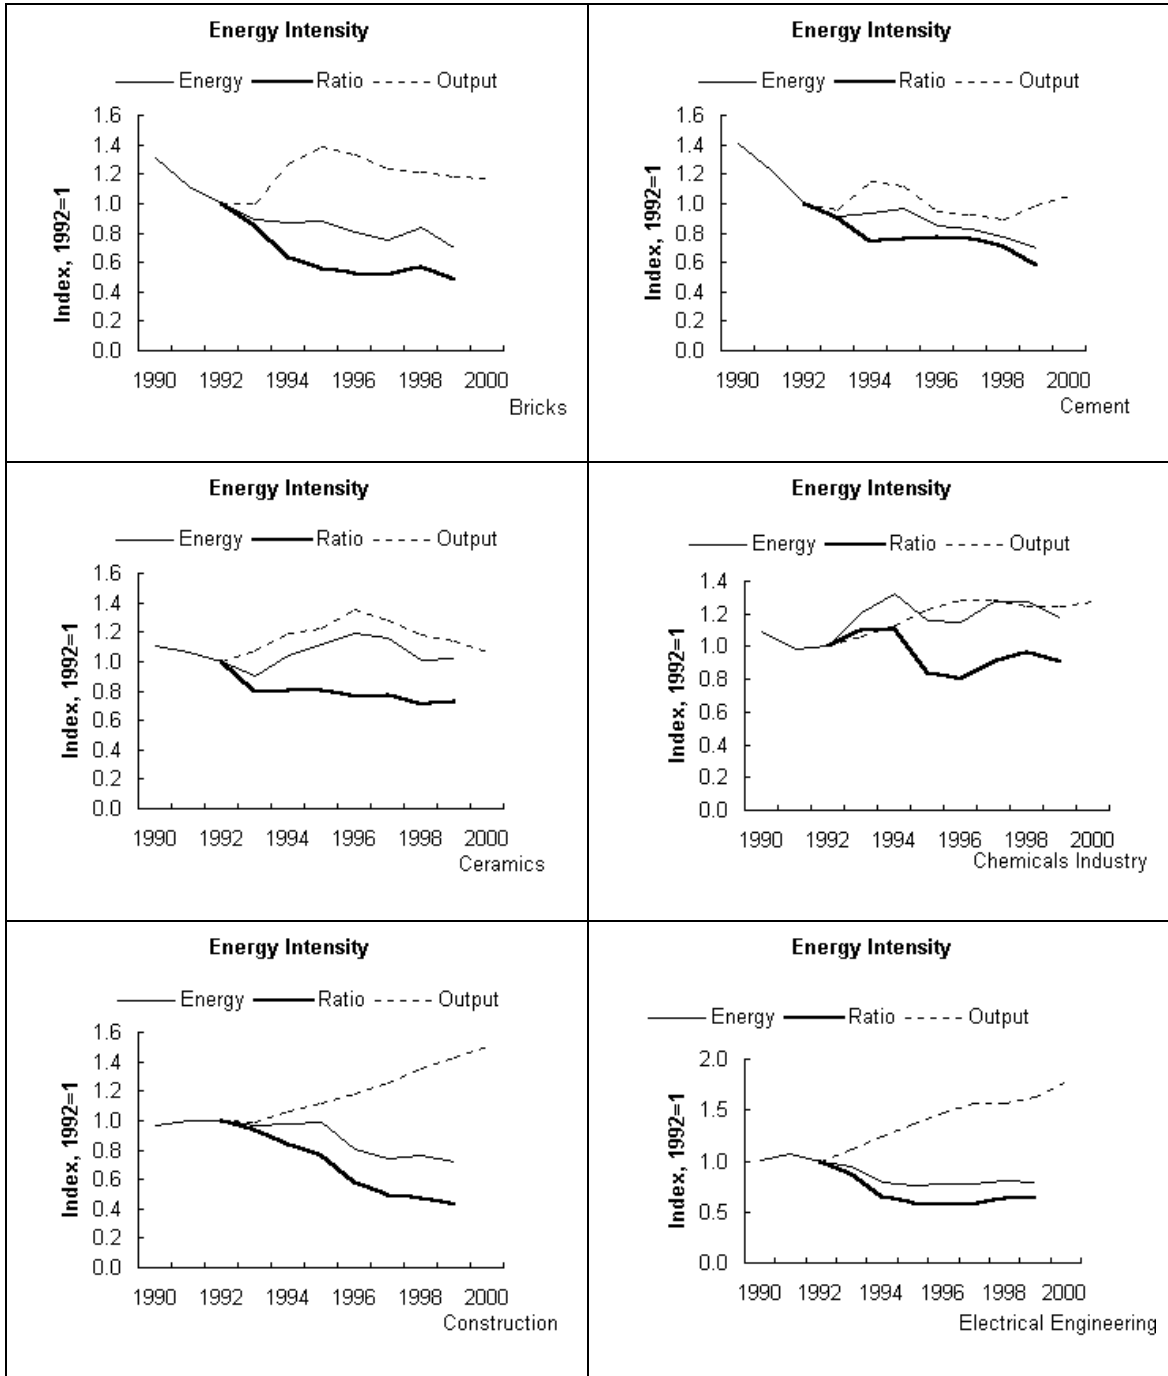 Energy Intensity
Energy Ratio Output
1.6
1.4
1.2
1.0
0.8
0.6
0.4
0.2
0.0
Index, 1992=1
1990 1992 1994 1996 1998 2000
Bricks
Energy Intensity
Energy Ratio Output
1.6
1.4
1.2
1.0
0.8
0.6
0.4
0.2
0.0
Index, 1992=1
1990 1992 1994 1996 1998 2000
Cement
Energy Intensity
Energy Ratio Output
1.6
1.4
1.2
1.0
0.8
0.6
0.4
0.2
0.0
Index, 1992=1
1990 1992 1994 1996 1998 2000
Ceramics
Energy Intensity
Energy Ratio Output
1.4
1.2
1.0
0.8
0.6
0.4
0.2
0.0
Index, 1992=1
1990 1992 1994 1996 1998 2000
Chemicals Industry
Energy Intensity
Energy Ratio Output
1.6
1.4
1.2
1.0
0.8
0.6
0.4
0.2
0.0
Index, 1992=1
1990 1992 1994 1996 1998 2000
Construction
Energy Intensity
Energy Ratio Output
2.0
1.5
1.0
0.5
0.0
Index, 1992=1
1990 1992 1994 1996 1998 2000
Electrical Engineering